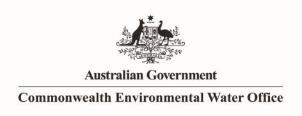 Australian Government
Commonwealth Environmental Water Office